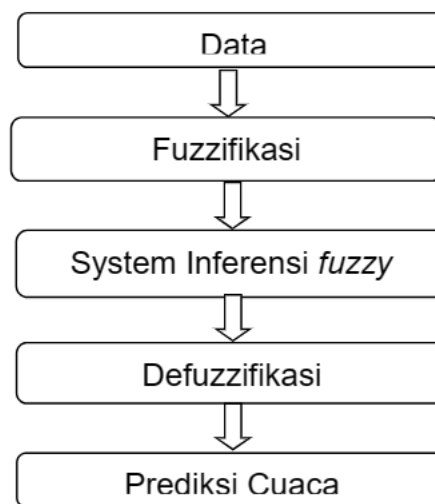 Data
Fuzzifikasi
System Inferensi fuzzy
Defuzzifikasi
Prediksi Cuaca